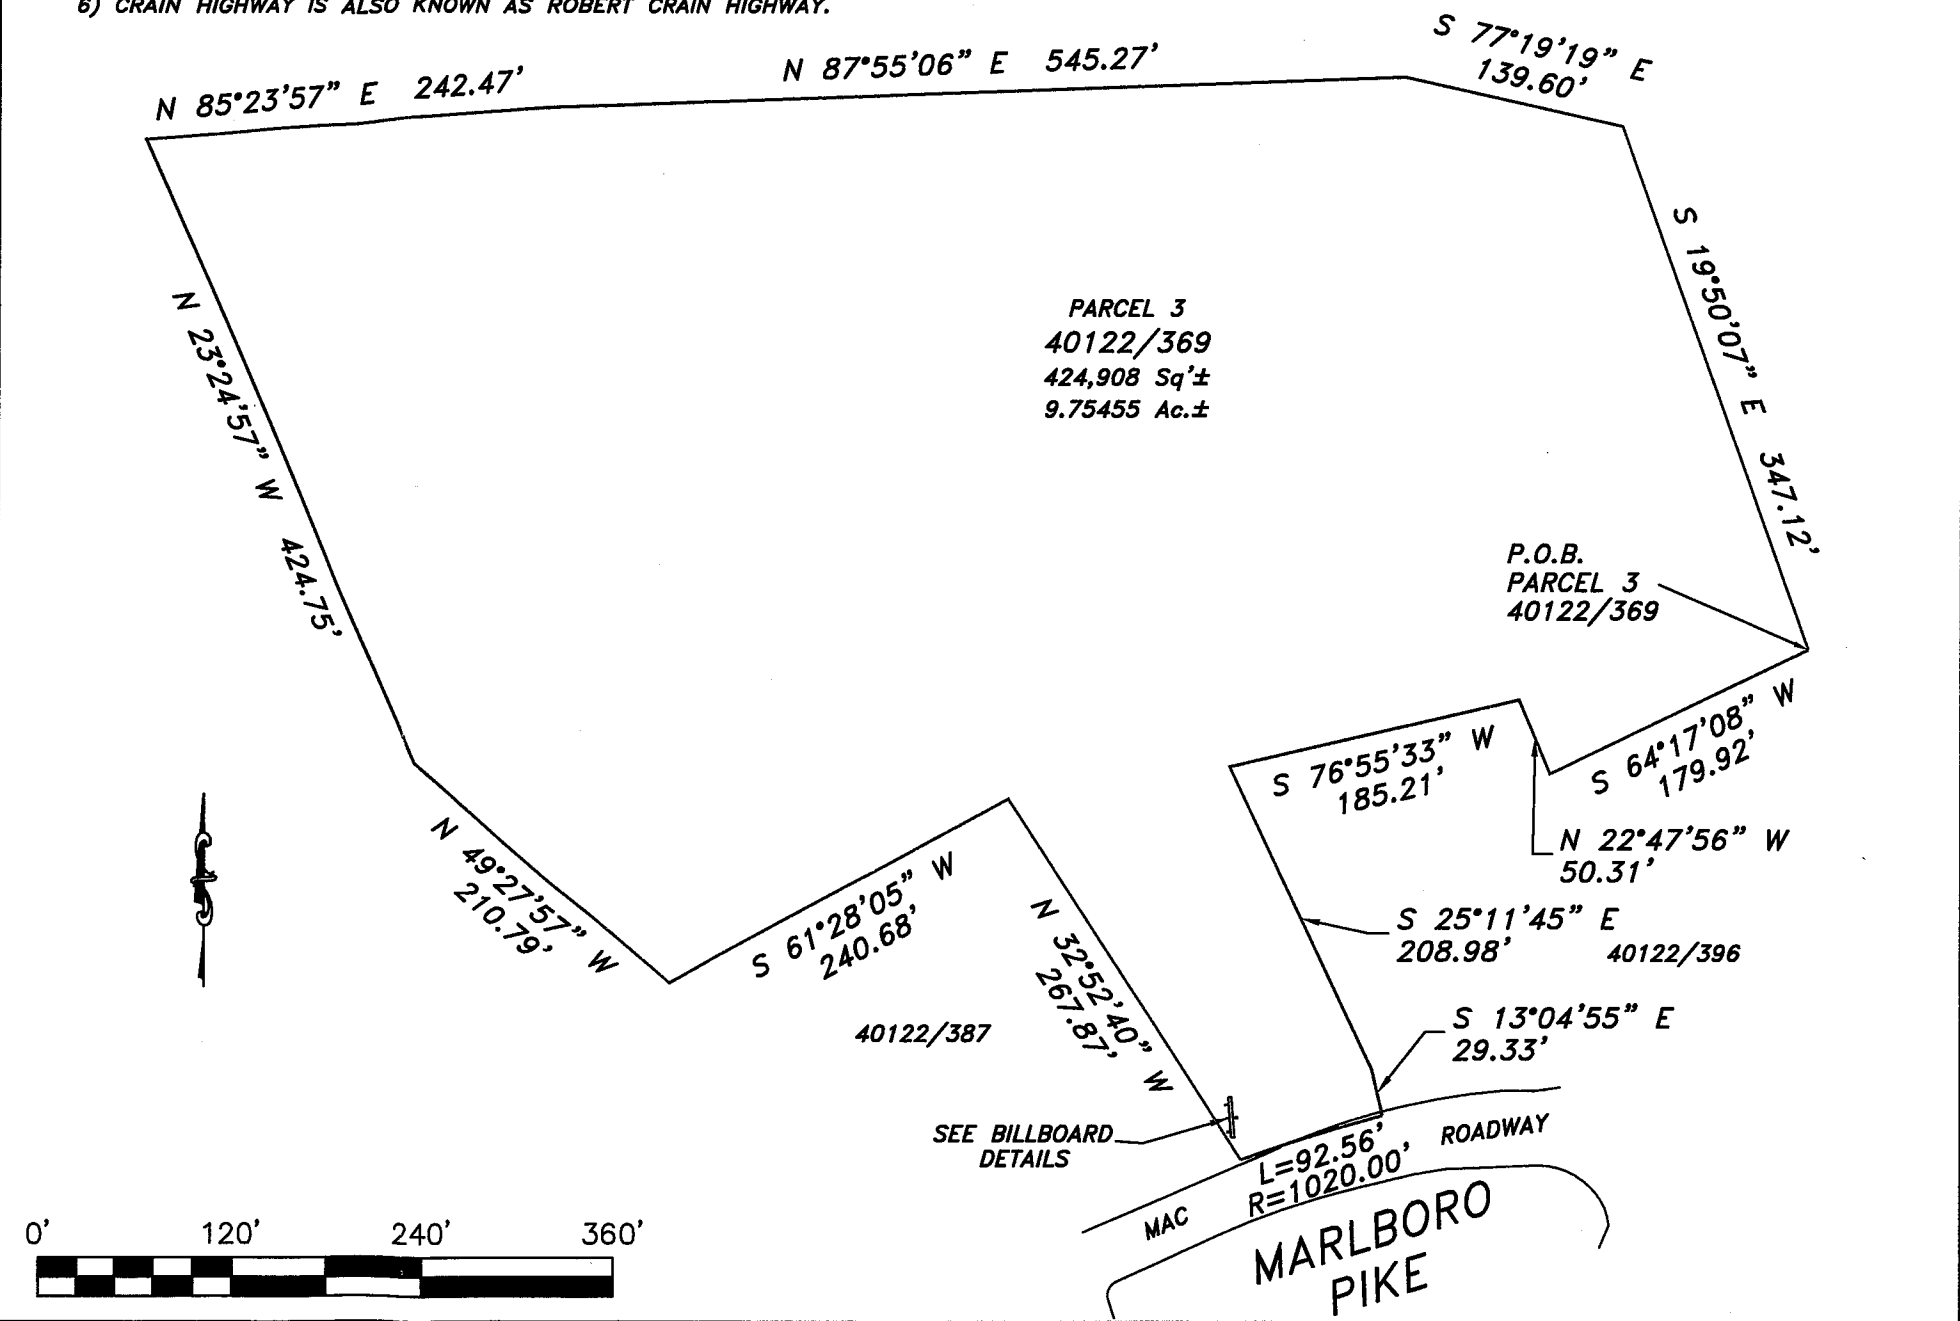 6) CRAIN HIGHWAY IS ALSO KNOWN AS ROBERT CRAIN HIGHWAY.
N 85°23'57" E 242.47'
N 87°55'06" E 545.27'
S 77°19'19" E
139.60'
S 19°50'07" E 347.12'
N 23°24'57" W 424.75'
PARCEL 3
40122/369
424,908 Sq'±
9.75455 Ac.±
P.O.B.
PARCEL 3
40122/369
S 64°17'08" W
179.92'
S 76°55'33" W
185.21'
N 22°47'56" W
50.31'
N 49°27'57" W
210.79'
S 61°28'05" W
240.68'
N 32°52'40" W
267.87'
S 25°11'45" E
208.98'
40122/396
40122/387
S 13°04'55" E
29.33'
SEE BILLBOARD
DETAILS
L=92.56'
R=1020.00'
MAC ROADWAY
MARLBORO
PIKE
0' 120' 240' 360'